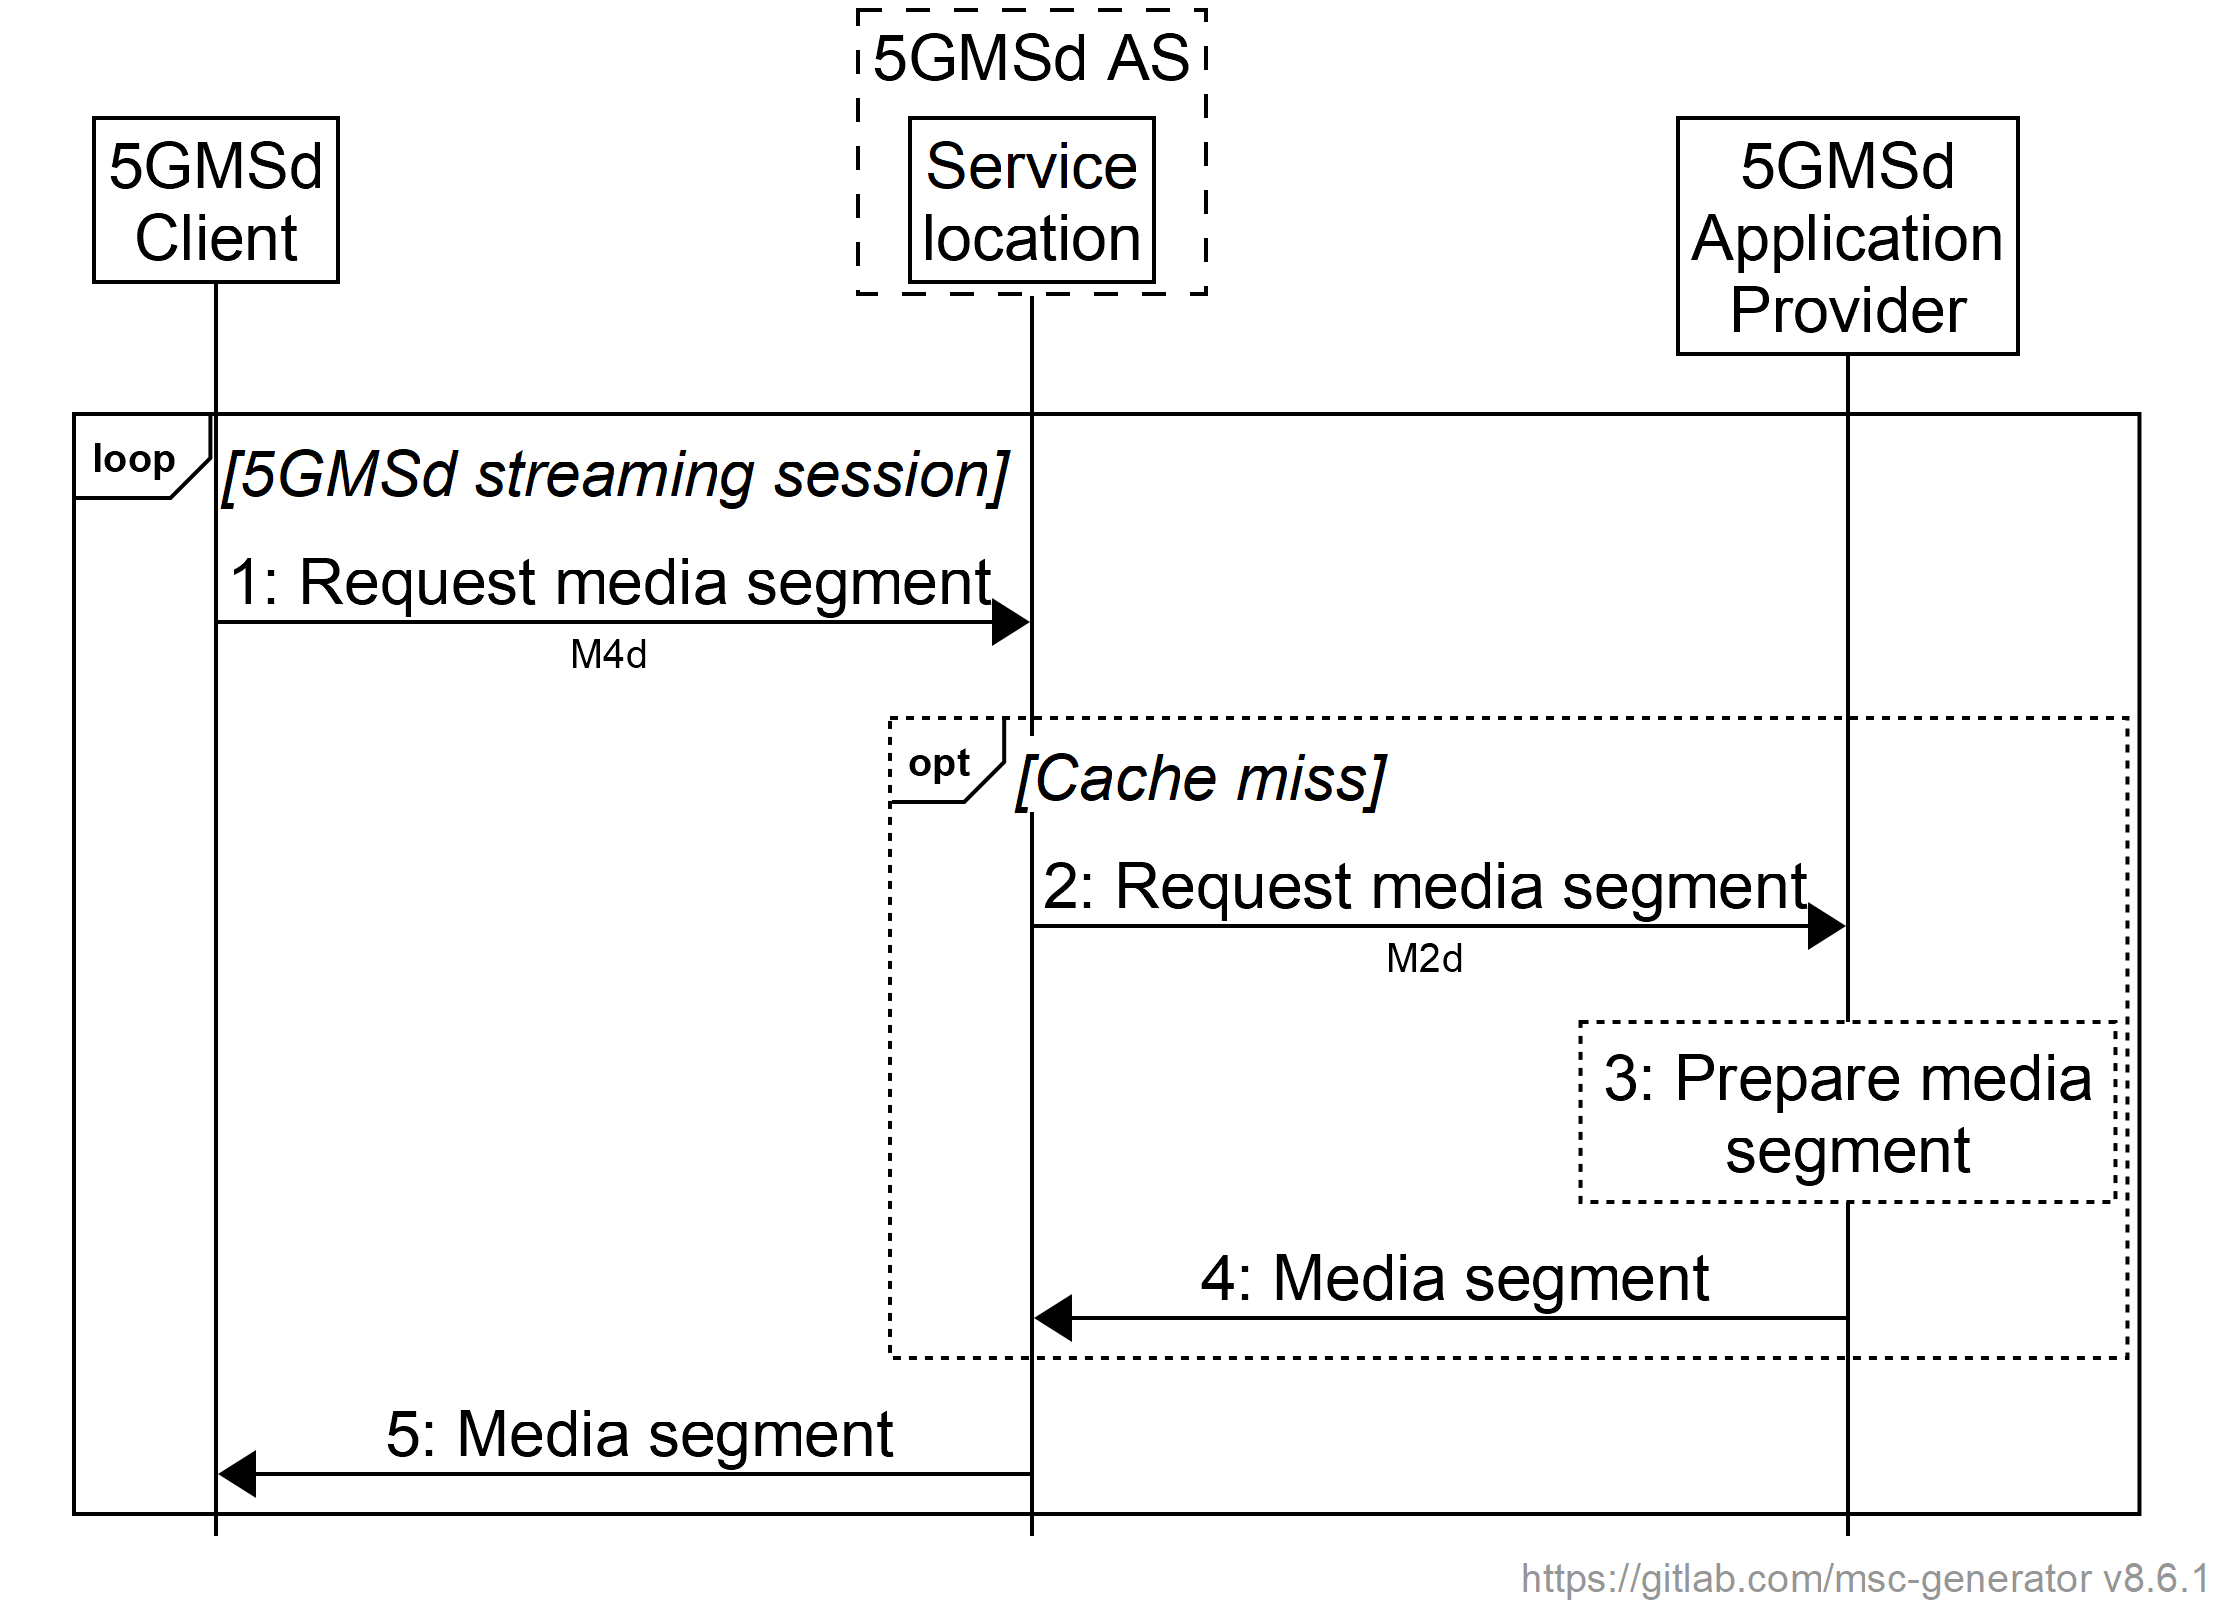 5GMSd AS
5GMSd
Client
Service
location
5GMSd
Application
Provider
loop
[5GMSd streaming session]
1: Request media segment
M4d
opt
[Cache miss]
2: Request media segment
M2d
3: Prepare media
segment
4: Media segment
5: Media segment
https://gitlab.com/msc-generator v8.6.1